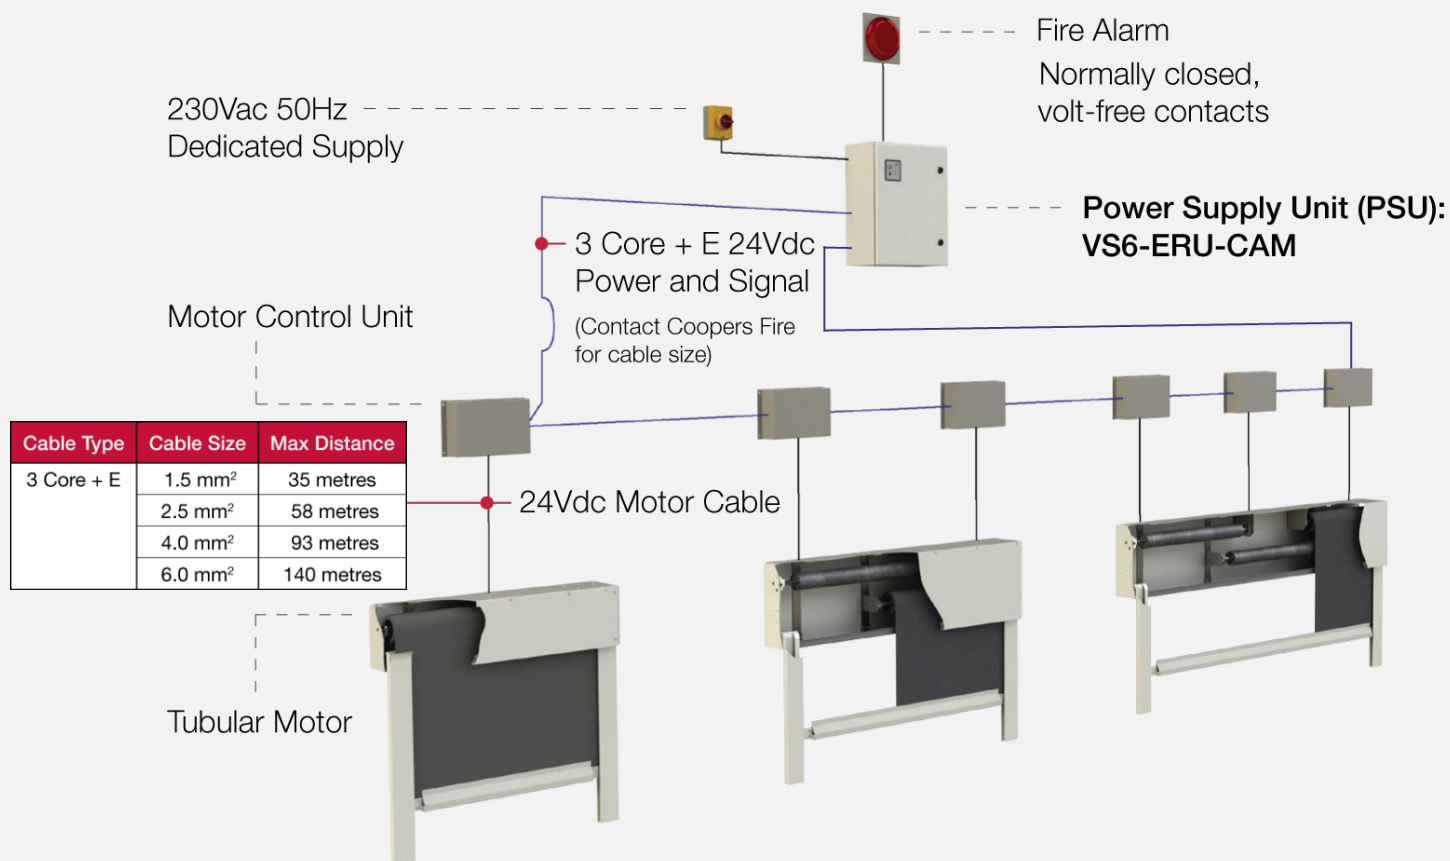 Fire Alarm
Normally closed,
volt-free contacts
230Vac 50Hz
Dedicated Supply
Power Supply Unit (PSU):
VS6-ERU-CAM
3 Core + E 24Vdc
Power and Signal
(Contact Coopers Fire
for cable size)
Motor Control Unit
Cable Type Cable Size Max Distance
3 Core + E 1.5 mm² 35 metres
2.5 mm² 58 metres
4.0 mm² 93 metres
6.0 mm² 140 metres
24Vdc Motor Cable
Tubular Motor